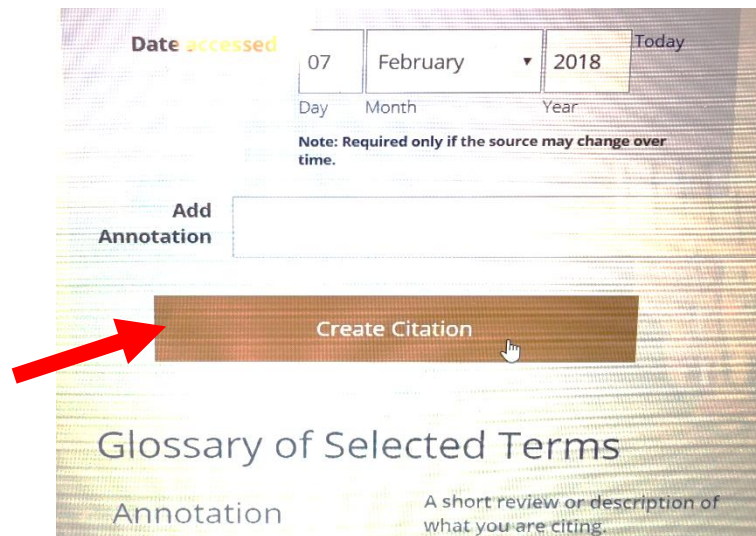 Date accessed
07 February 2018 Today
Day Month Year
Note: Required only if the source may change over
time.
Add
Annotation
Create Citation
Glossary of Selected Terms
Annotation
A short review or description of
what you are citing.